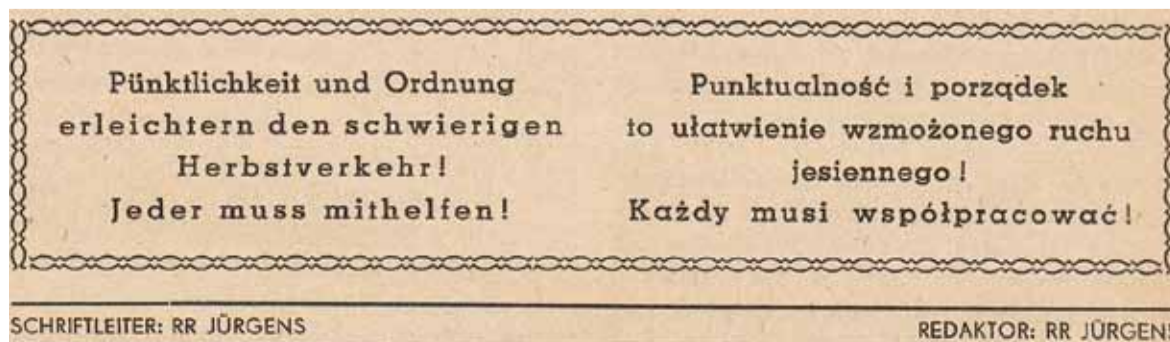 Pünktlichkeit und Ordnung
erleichtern den schwierigen
Herbstverkehr!
Jeder muss mithelfen!
Punktualność i porządek
to ułatwienie wzmożonego ruchu
jesiennego!
Każdy musi współpracować!
SCHRIFTLEITER: RR JÜRGENS
REDAKTOR: RR JÜRGENS